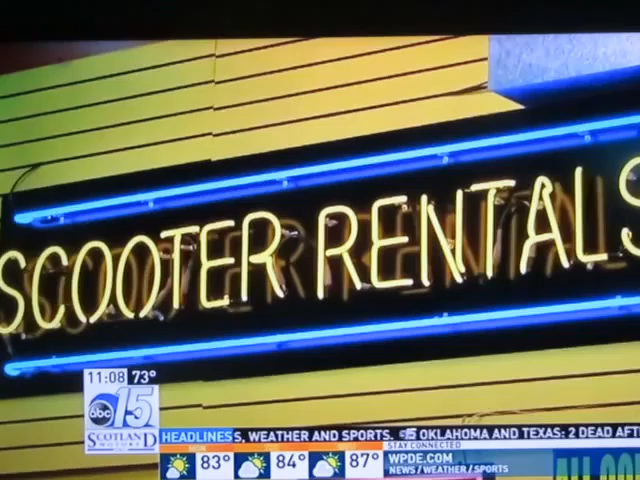 SCOOTER RENTALS
11:08 73°
abc 15
SCOTLAND
HEADLINES S, WEATHER AND SPORTS. 15 OKLAHOMA AND TEXAS: 2 DEAD AFT
STAY CONNECTED
83° 84° 87° WPDE.COM
NEWS / WEATHER / SPORTS